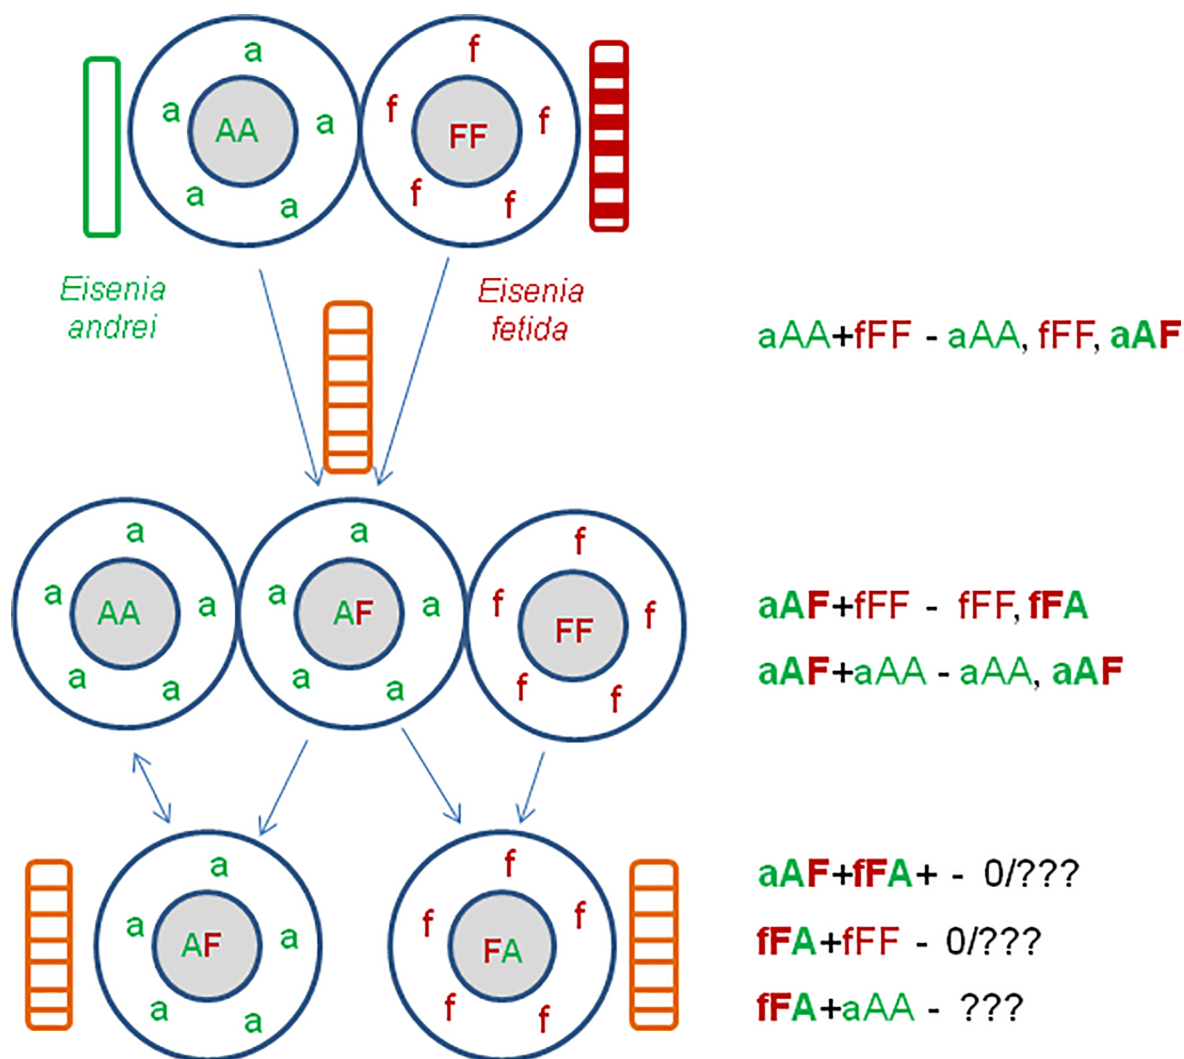 a
f
a
a
AA
f
f
FF
a
a
f
f
Eisenia
andrei
Eisenia
fetida
aAA+fFF - aAA, fFF, aAF
a
a
f
a
a
AA
a
a
AF
f
f
FF
a
a
a
a
f
f
aAF+fFF - fFF, fFA
aAF+aAA - aAA, aAF
a
a
a
AF
a
a
f
f
f
FA
f
f
aAF+fFA+ - 0/???
fFA+fFF - 0/???
fFA+aAA - ???